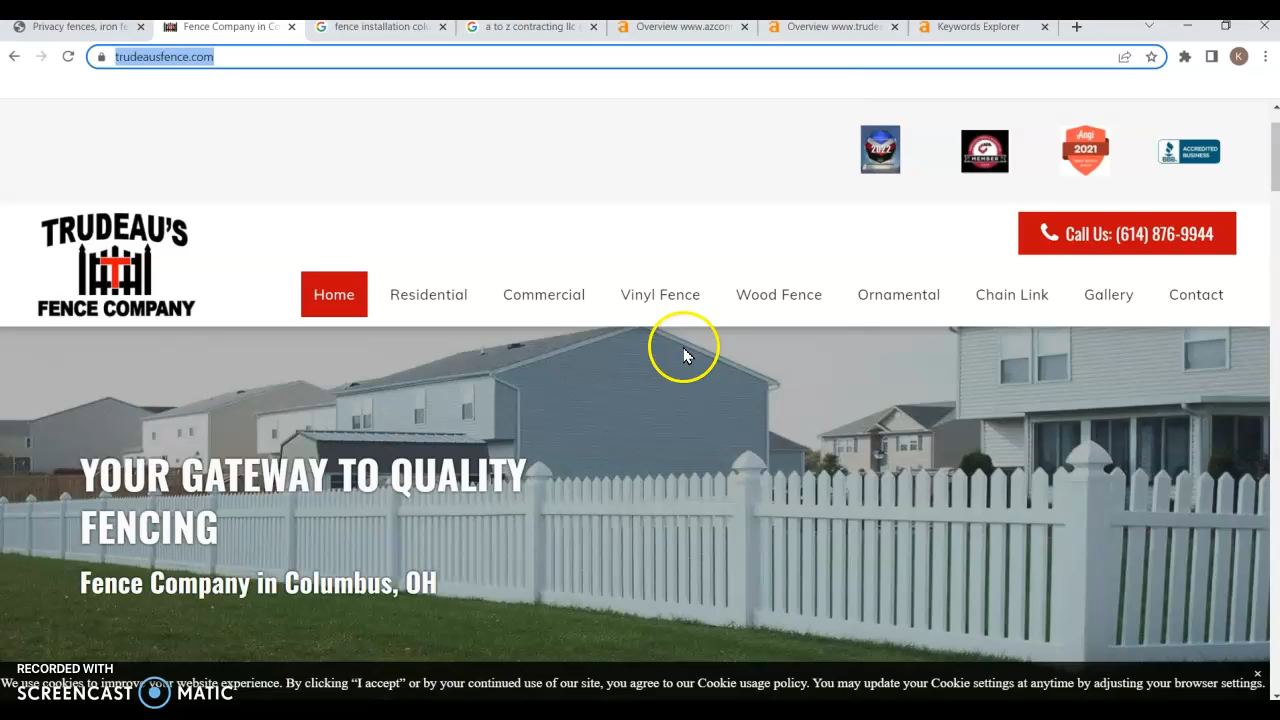 Privacy fences, iron fe
Fence Company in Co
fence installation colu
a to z contracting llc
Overview www.azcom
Overview www.trude
Keywords Explorer
trudeausfence.com
K
2022
MEMBER
Angi
2021
BBB
ACCREDITED
BUSINESS
TRUDEAU'S
T
FENCE COMPANY
Call Us: (614) 876-9944
Home Residential Commercial Vinyl Fence Wood Fence Ornamental Chain Link Gallery Contact
YOUR GATEWAY TO QUALITY
FENCING
Fence Company in Columbus, OH
RECORDED WITH
We use cookies to improve your website experience. By clicking “I accept” or by your continued use of our site, you agree to our Cookie usage policy. You may update your Cookie settings at anytime by adjusting your browser settings.
SCREENCAST MATIC